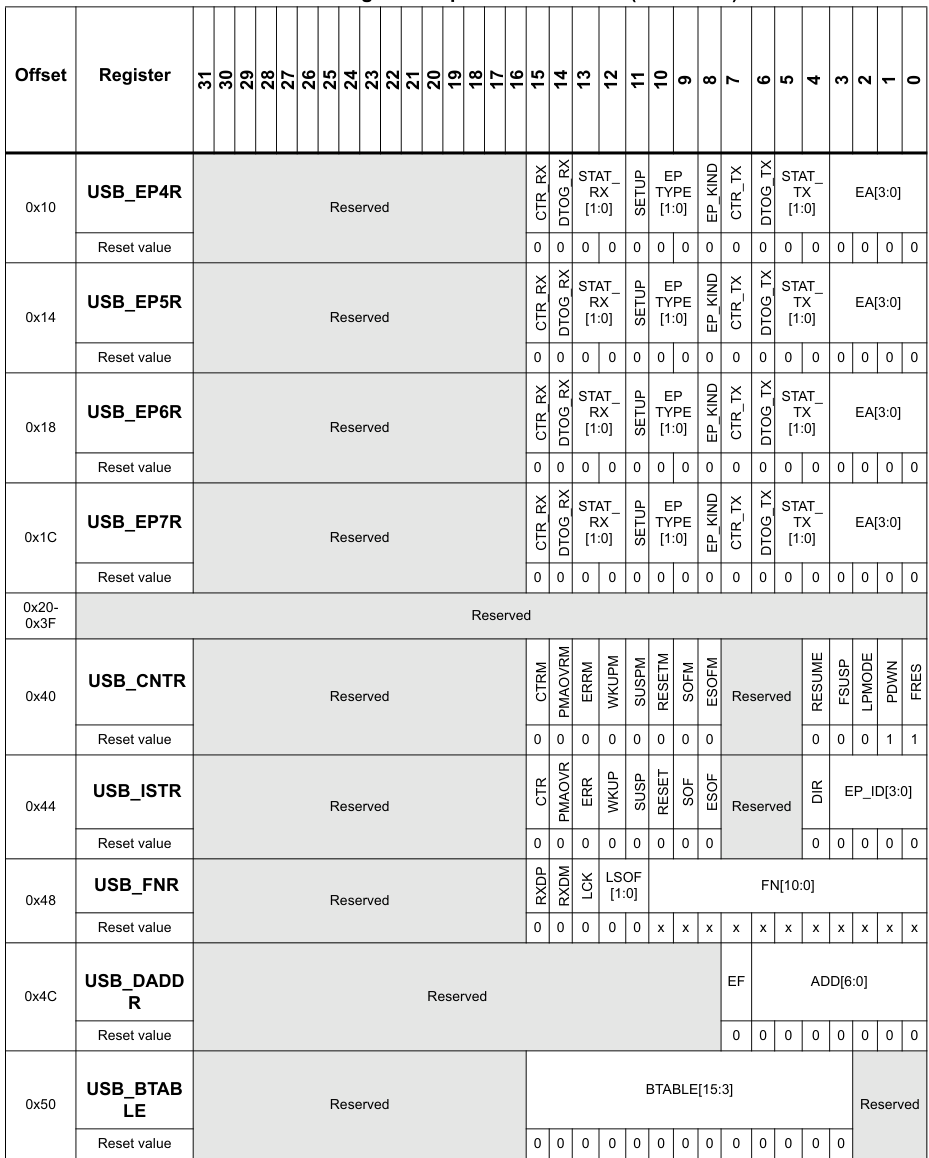 Offset Register 31 30 29 28 27 26 25 24 23 22 21 20 19 18 17 16 15 14 13 12 11 10 9 8 7 6 5 4 3 2 1 0
0x10 USB_EP4R Reserved CTR_RX DTOG_RX STAT_RX[1:0] SETUP EP TYPE[1:0] EP_KIND CTR_TX DTOG_TX STAT_TX[1:0] EA[3:0]
Reset value 0 0 0 0 0 0 0 0 0 0 0 0 0 0 0 0
0x14 USB_EP5R Reserved CTR_RX DTOG_RX STAT_RX[1:0] SETUP EP TYPE[1:0] EP_KIND CTR_TX DTOG_TX STAT_TX[1:0] EA[3:0]
Reset value 0 0 0 0 0 0 0 0 0 0 0 0 0 0 0 0
0x18 USB_EP6R Reserved CTR_RX DTOG_RX STAT_RX[1:0] SETUP EP TYPE[1:0] EP_KIND CTR_TX DTOG_TX STAT_TX[1:0] EA[3:0]
Reset value 0 0 0 0 0 0 0 0 0 0 0 0 0 0 0 0
0x1C USB_EP7R Reserved CTR_RX DTOG_RX STAT_RX[1:0] SETUP EP TYPE[1:0] EP_KIND CTR_TX DTOG_TX STAT_TX[1:0] EA[3:0]
Reset value 0 0 0 0 0 0 0 0 0 0 0 0 0 0 0 0
0x20-0x3F Reserved
0x40 USB_CNTR Reserved CTRM PMAOVRM ERRM WKUPM SUSPM RESETM SOFM ESOFM Reserved RESUME FSUSP LPMODE PDWN FRES
Reset value 0 0 0 0 0 0 0 0 0 0 0 1 1
0x44 USB_ISTR Reserved CTR PMAOVR ERR WKUP SUSP RESET SOF ESOF Reserved DIR EP_ID[3:0]
Reset value 0 0 0 0 0 0 0 0 0 0 0 0 0
0x48 USB_FNR Reserved RXDP RXDM LCK LSOF[1:0] FN[10:0]
Reset value 0 0 0 0 0 x x x x x x x x x x x
0x4C USB_DADDR Reserved EF ADD[6:0]
Reset value 0 0 0 0 0 0 0 0
0x50 USB_BTABLE Reserved BTABLE[15:3] Reserved
Reset value 0 0 0 0 0 0 0 0 0 0 0 0 0